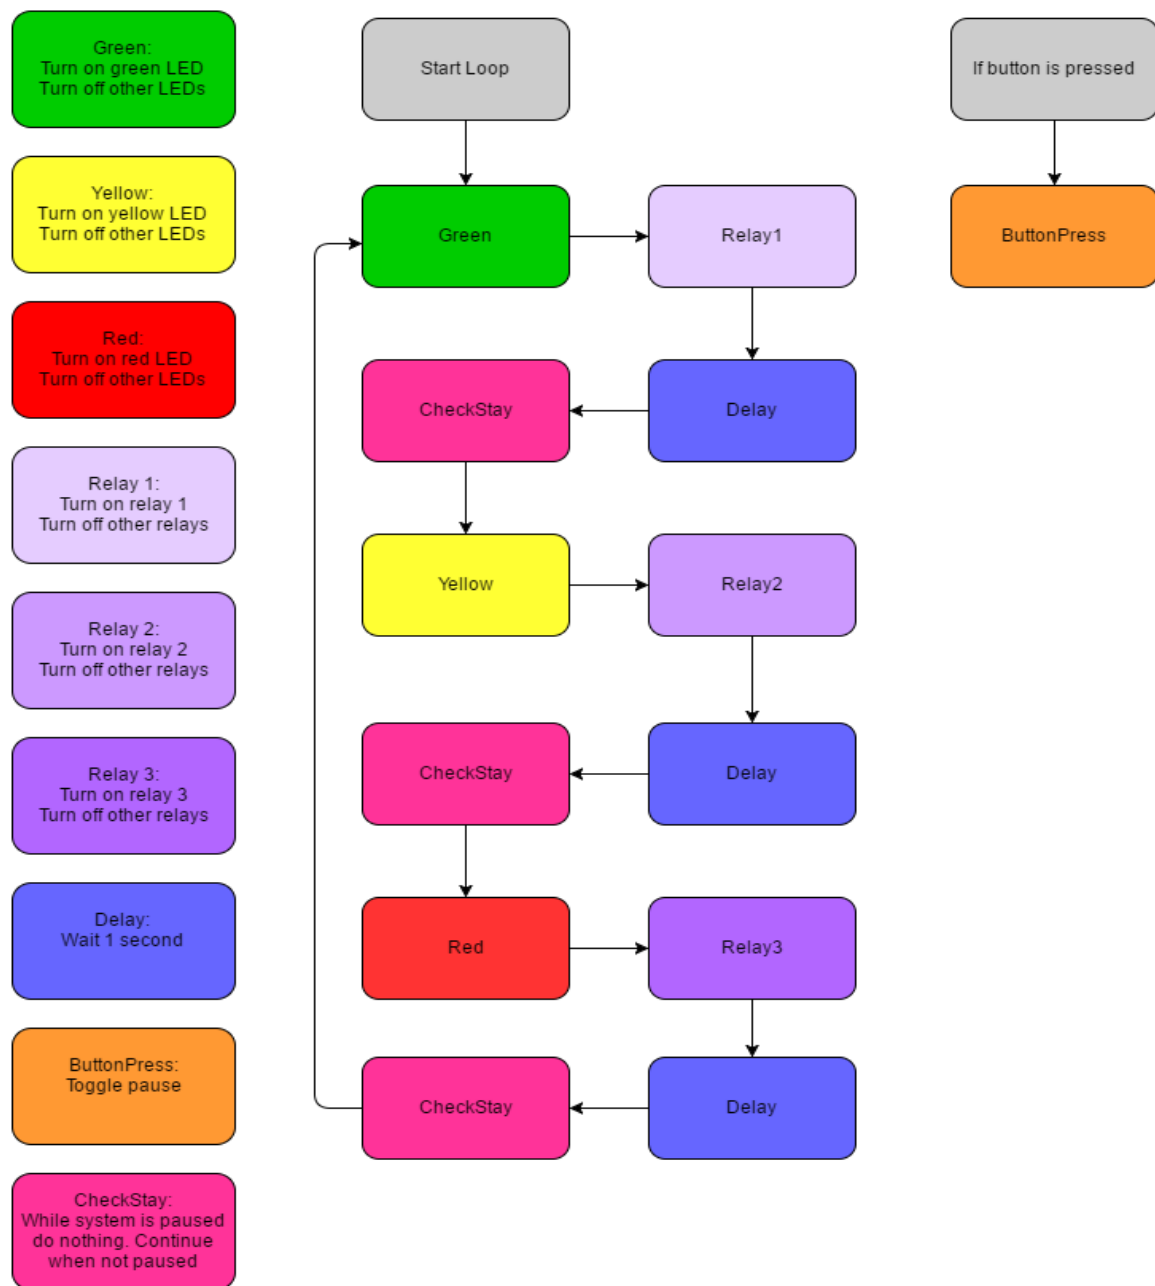 Green:
Turn on green LED
Turn off other LEDs
Yellow:
Turn on yellow LED
Turn off other LEDs
Red:
Turn on red LED
Turn off other LEDs
Relay 1:
Turn on relay 1
Turn off other relays
Relay 2:
Turn on relay 2
Turn off other relays
Relay 3:
Turn on relay 3
Turn off other relays
Delay:
Wait 1 second
ButtonPress:
Toggle pause
CheckStay:
While system is paused
do nothing. Continue
when not paused
Start Loop
Green
Relay1
Delay
CheckStay
Yellow
Relay2
Delay
CheckStay
Red
Relay3
Delay
CheckStay
If button is pressed
ButtonPress